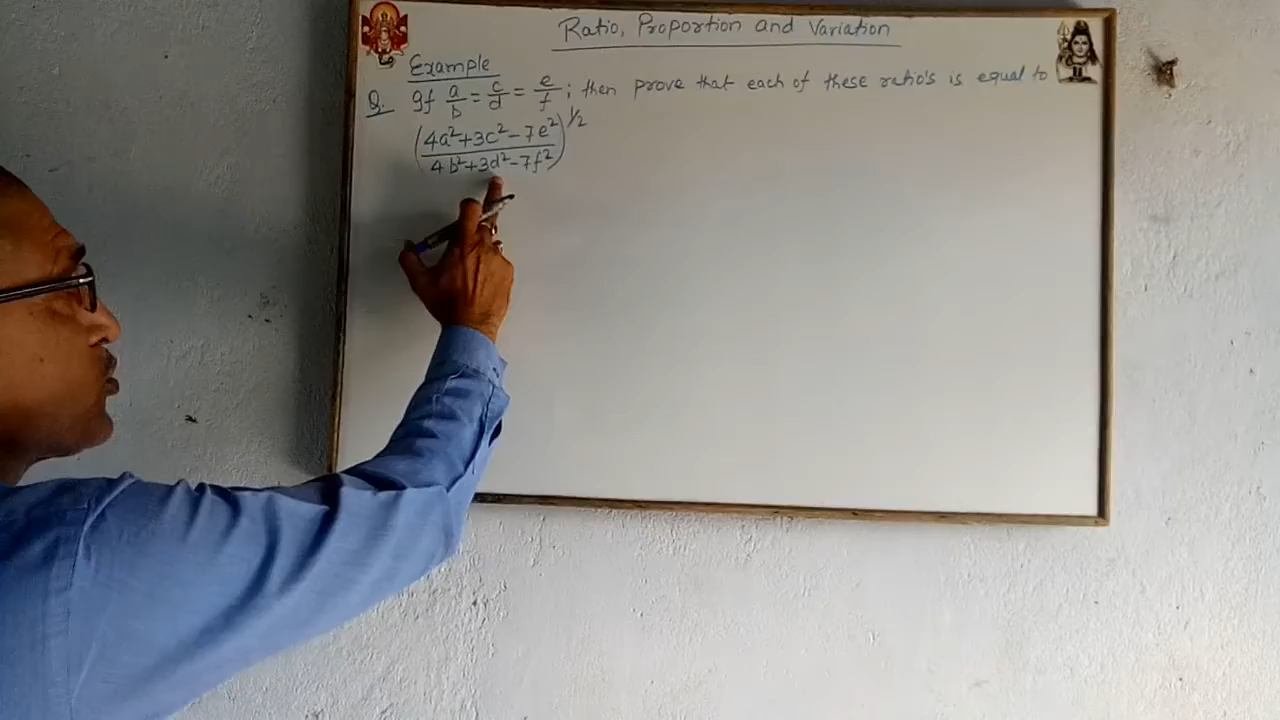 Ratio, Proportion and Variation
Example
Q. If a/b = c/d = e/f ; then prove that each of these ratio's is equal to
((4a²+3c²-7e²)/(4b²+3d²-7f²))^1/2